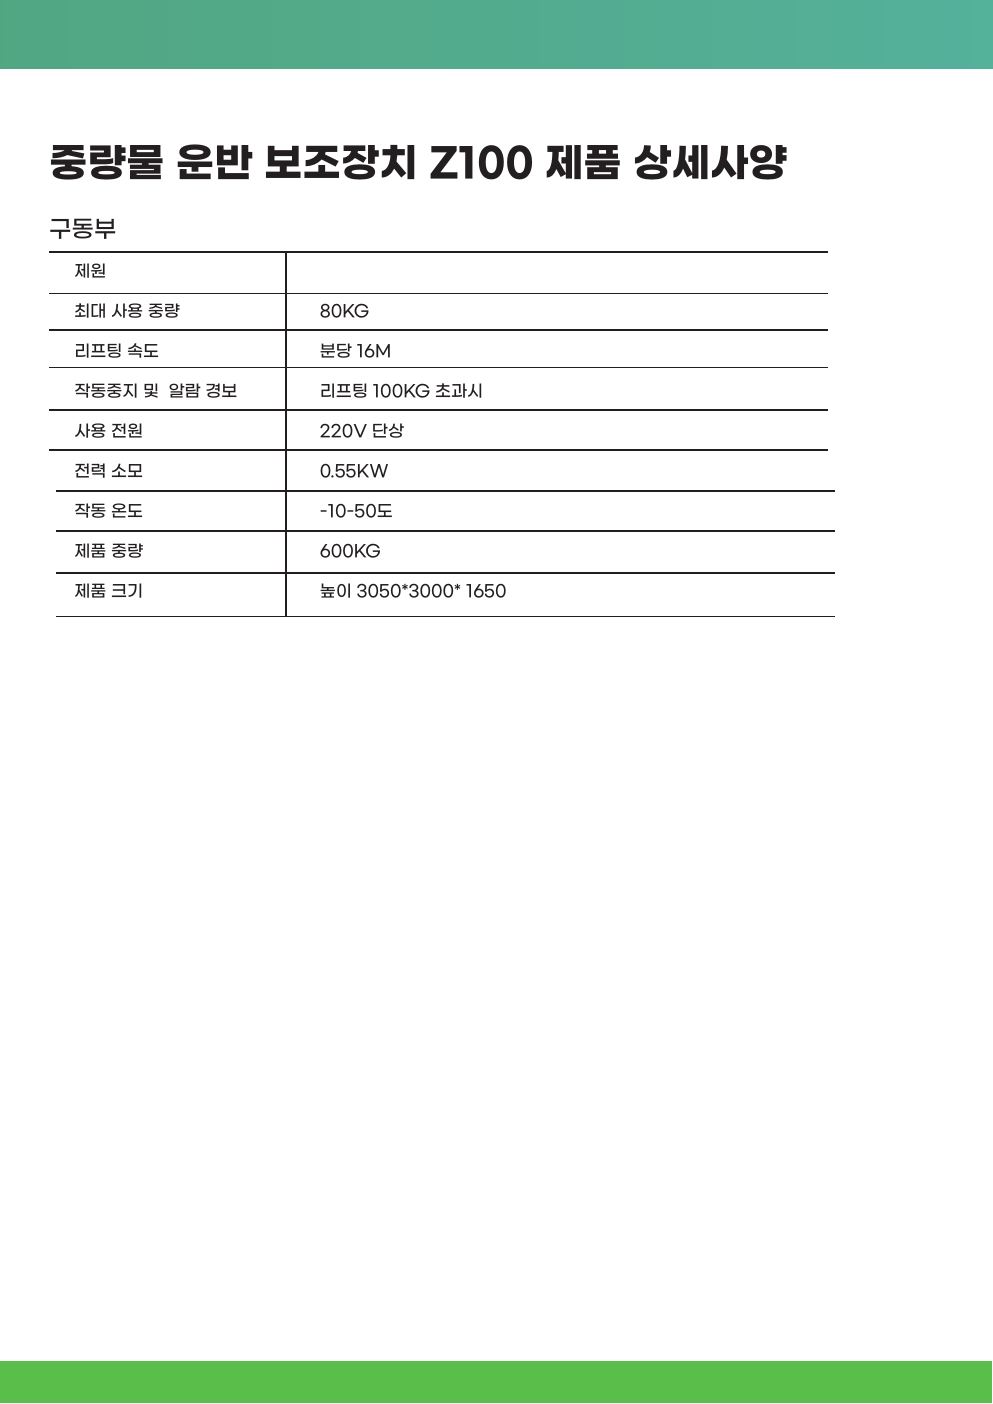 중량물 운반 보조장치 Z100 제품 상세사양
구동부
제원
최대 사용 중량 80KG
리프팅 속도 분당 16M
작동중지 및 알람 경보 리프팅 100KG 초과시
사용 전원 220V 단상
전력 소모 0.55KW
작동 온도 -10-50도
제품 중량 600KG
제품 크기 높이 3050*3000* 1650